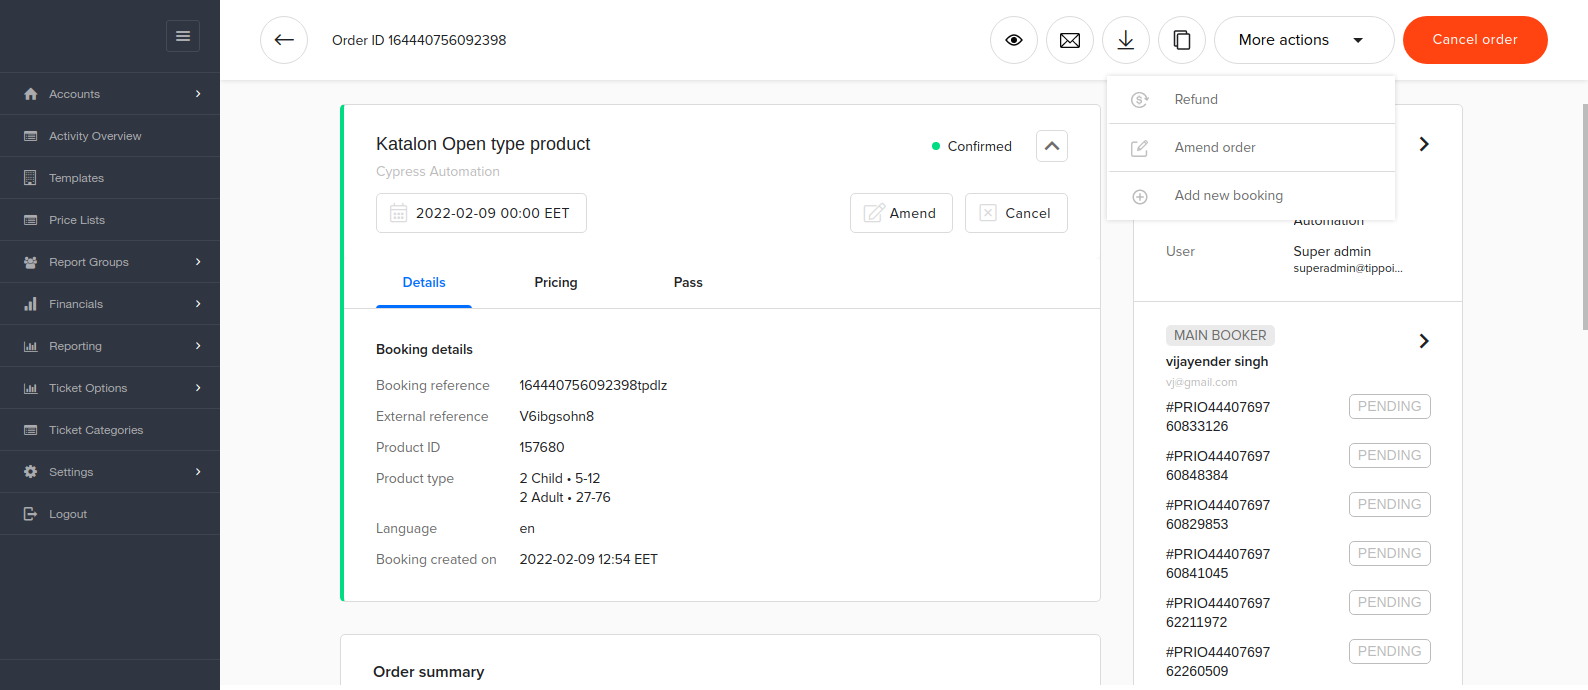 Order ID 164440756092398
More actions
Cancel order
Accounts
Activity Overview
Templates
Price Lists
Report Groups
Financials
Reporting
Ticket Options
Ticket Categories
Settings
Logout
Katalon Open type product
Confirmed
Cypress Automation
2022-02-09 00:00 EET
Amend
Cancel
Details
Pricing
Pass
Booking details
Booking reference 164440756092398tpdlz
External reference V6ibgsohn8
Product ID 157680
Product type 2 Child • 5-12
2 Adult • 27-76
Language en
Booking created on 2022-02-09 12:54 EET
Order summary
Refund
Amend order
Add new booking
Automation
User Super admin
superadmin@tippoi...
MAIN BOOKER
vijayender singh
vj@gmail.com
#PRIO44407697 PENDING
60833126
#PRIO44407697 PENDING
60848384
#PRIO44407697 PENDING
60829853
#PRIO44407697 PENDING
60841045
#PRIO44407697 PENDING
62211972
#PRIO44407697 PENDING
62260509